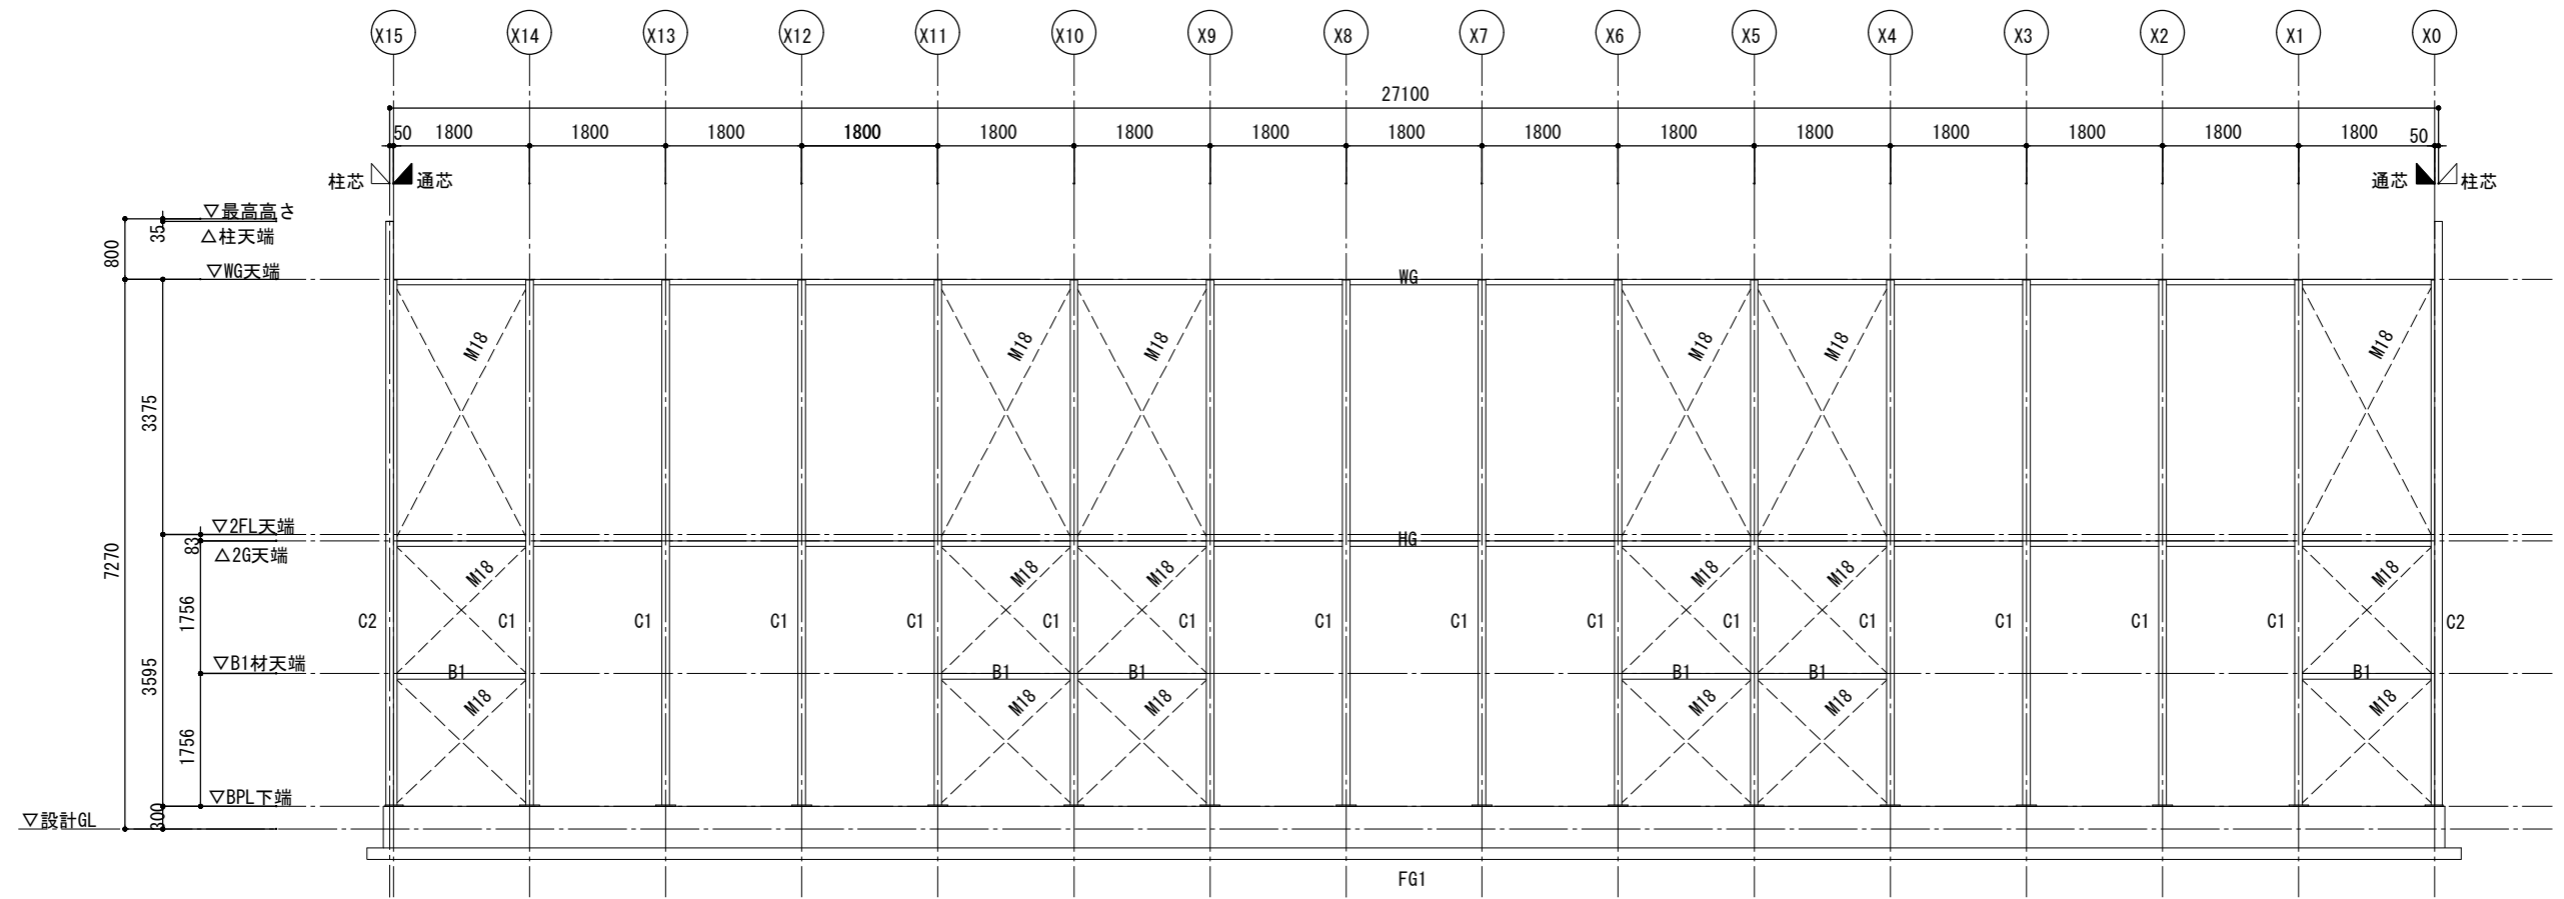 X15 X14 X13 X12 X11 X10 X9 X8 X7 X6 X5 X4 X3 X2 X1 X0
27100
50 1800 1800 1800 1800 1800 1800 1800 1800 1800 1800 1800 1800 1800 1800 1800 50
柱芯 通芯 通芯 柱芯
▽最高高さ
35
△柱天端
800
▽WG天端
WG
M18 M18 M18 M18 M18 M18
3375
▽2FL天端
83
HG
△2G天端
7270
M18 M18 M18 M18 M18 M18
1756
C2 C1 C1 C1 C1 C1 C1 C1 C1 C1 C1 C1 C1 C1 C1 C2
▽B1材天端
3595
B1 B1 B1 B1 B1 B1
M18 M18 M18 M18 M18 M18
1756
▽BPL下端
300
▽設計GL
FG1